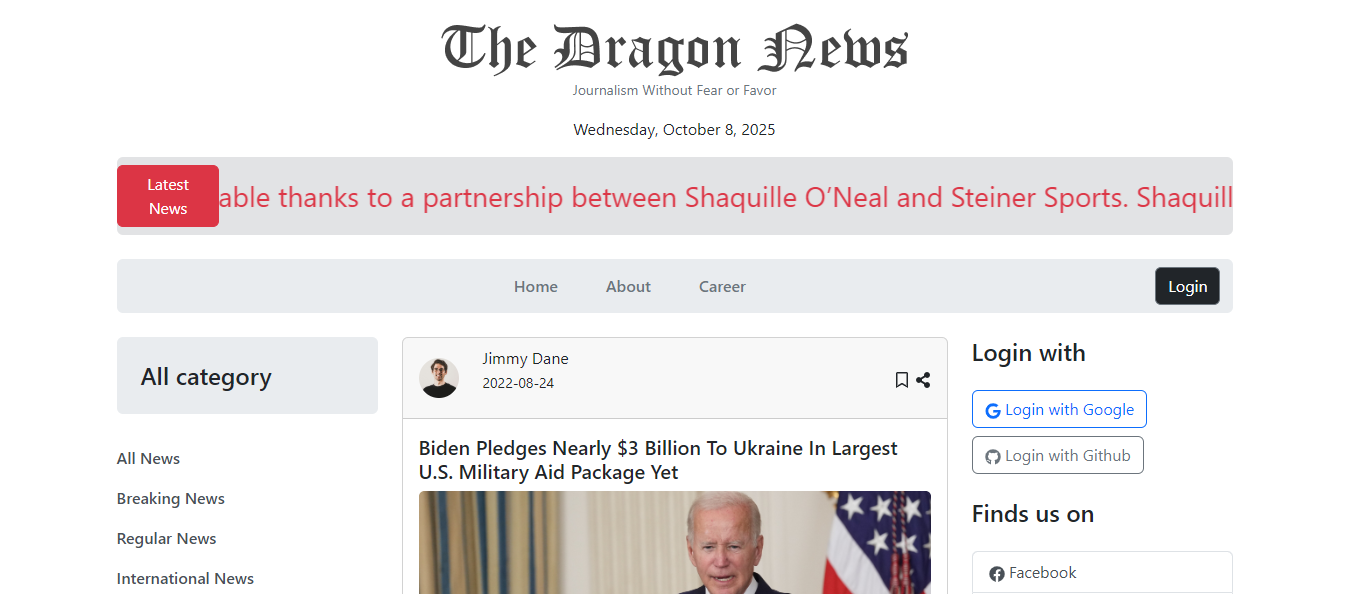 The Dragon News
Journalism Without Fear or Favor
Wednesday, October 8, 2025
Latest
News
able thanks to a partnership between Shaquille O’Neal and Steiner Sports. Shaquill
Home About Career Login
All category
All News
Breaking News
Regular News
International News
Jimmy Dane
2022-08-24
Biden Pledges Nearly $3 Billion To Ukraine In Largest
U.S. Military Aid Package Yet
Login with
Login with Google
Login with Github
Finds us on
Facebook